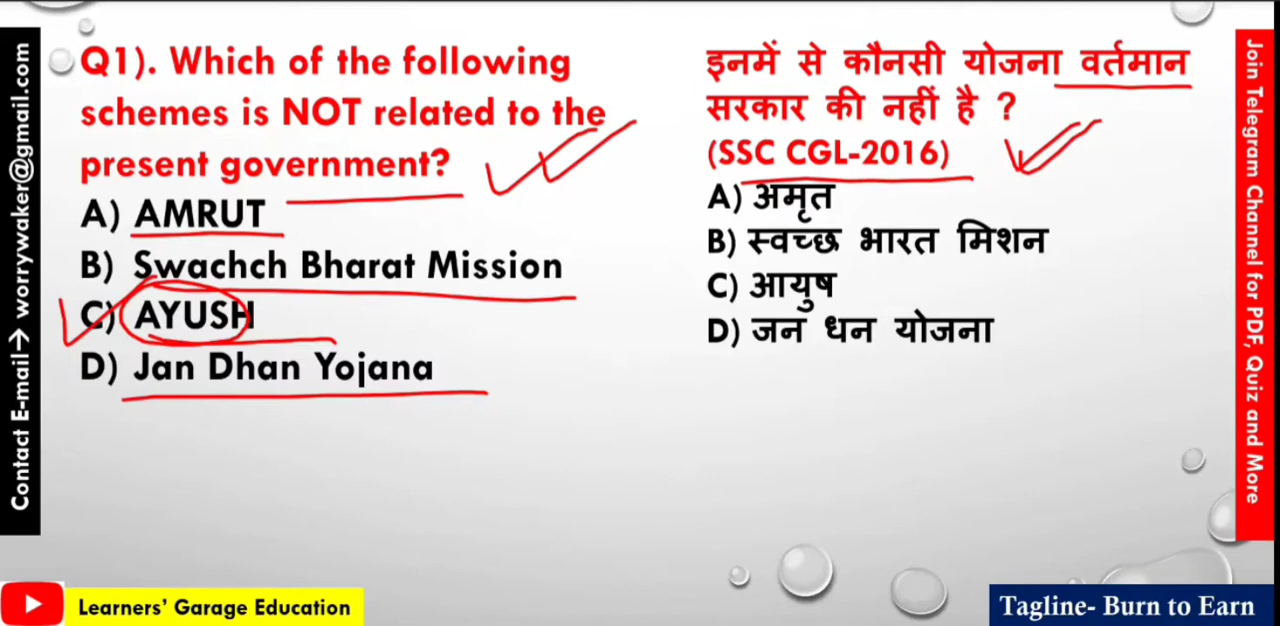 Q1). Which of the following
schemes is NOT related to the
present government?
A) AMRUT
B) Swachch Bharat Mission
C) AYUSH
D) Jan Dhan Yojana
इनमें से कौनसी योजना वर्तमान
सरकार की नहीं है ?
(SSC CGL-2016)
A) अमृत
B) स्वच्छ भारत मिशन
C) आयुष
D) जन धन योजना
Contact E-mail→ worrywaker@gmail.com
Join Telegram Channel for PDF, Quiz and More
Learners’ Garage Education
Tagline- Burn to Earn